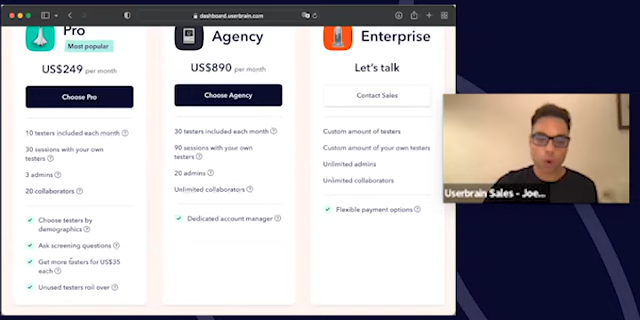 dashboard.userbrain.com
Pro
Most popular
US$249 per month
Choose Pro
10 testers included each month
30 sessions with your own
testers
3 admins
20 collaborators
Choose testers by
demographics
Ask screening questions
Get more testers for US$35
each
Unused testers roll over
Agency
US$890 per month
Choose Agency
30 testers included each month
90 sessions with your own
testers
20 admins
Unlimited collaborators
Dedicated account manager
Enterprise
Let's talk
Contact Sales
Custom amount of testers
Custom amount of your own testers
Unlimited admins
Unlimited collaborators
Flexible payment options
Userbrain Sales - Joe...